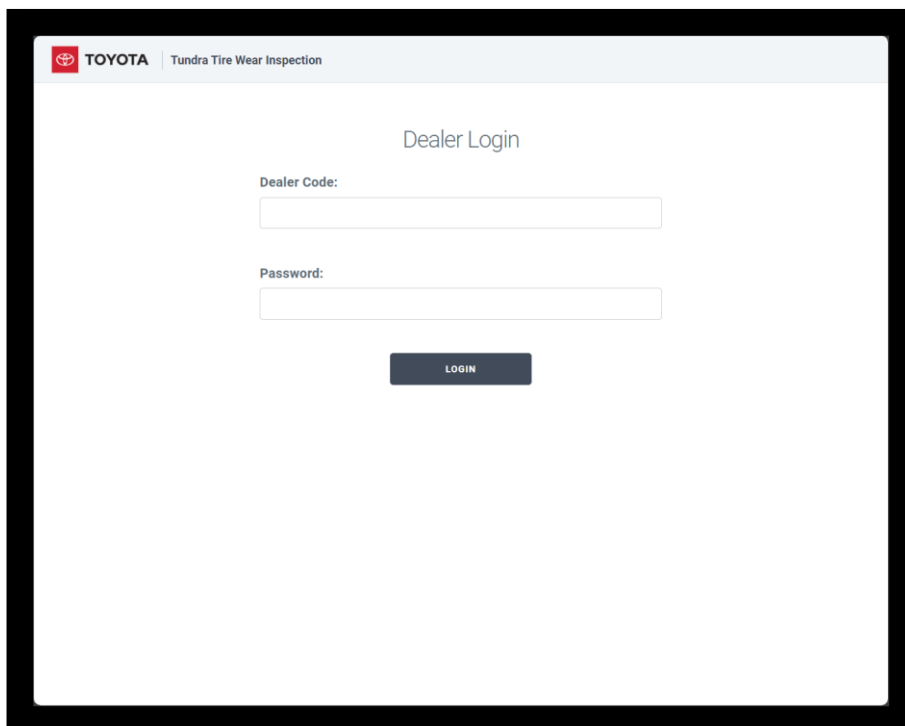 TOYOTA Tundra Tire Wear Inspection
Dealer Login
Dealer Code:
Password:
LOGIN